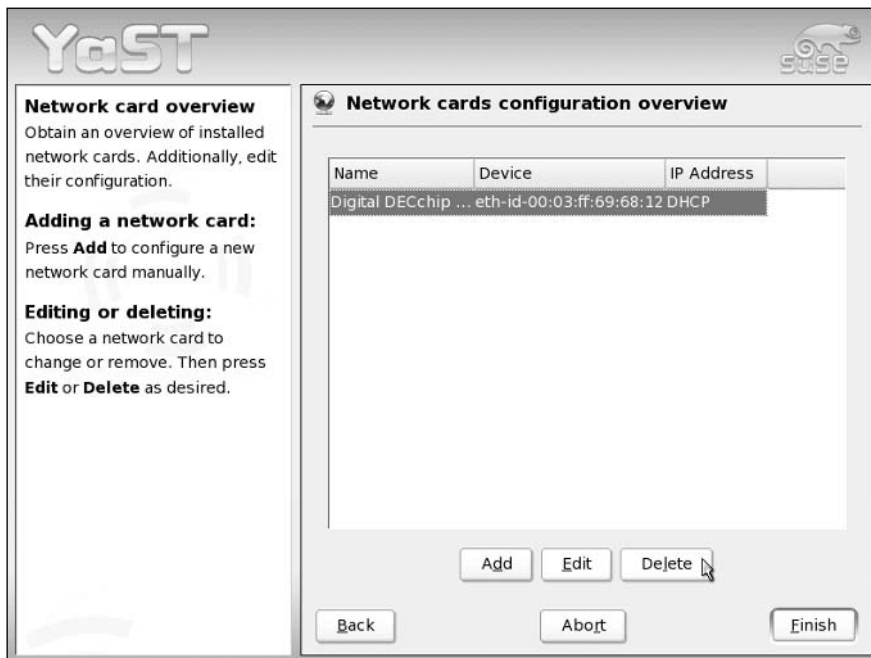 YaST
suse
Network card overview
Obtain an overview of installed
network cards. Additionally, edit
their configuration.
Adding a network card:
Press Add to configure a new
network card manually.
Editing or deleting:
Choose a network card to
change or remove. Then press
Edit or Delete as desired.
Network cards configuration overview
Name Device IP Address
Digital DECchip ... eth-id-00:03:ff:69:68:12 DHCP
Add Edit Delete
Back Abort Finish